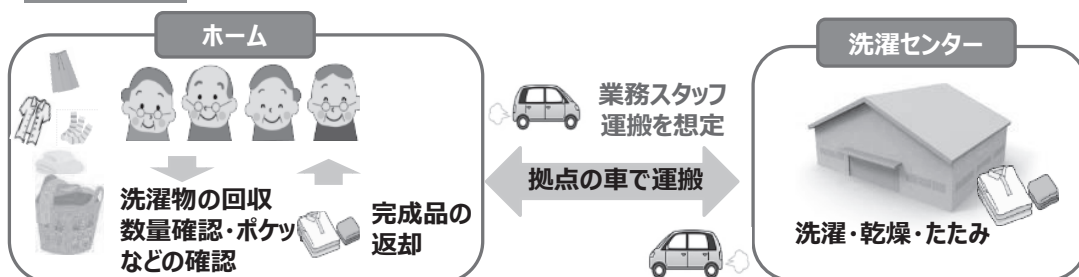 ホーム
洗濯物の回収
数量確認・ポケッ
などの確認
完成品の
返却
業務スタッフ
運搬を想定
拠点の車で運搬
洗濯センター
洗濯・乾燥・たたみ